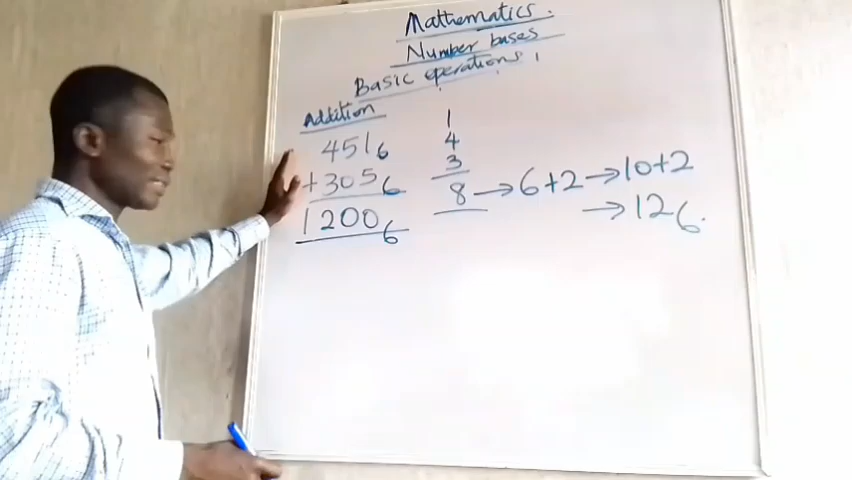 Mathematics.
Number bases
Basic operations.
Addition
451₆
+305₆
1200₆
1
4
3
8 → 6+2 → 10+2
→ 12₆.